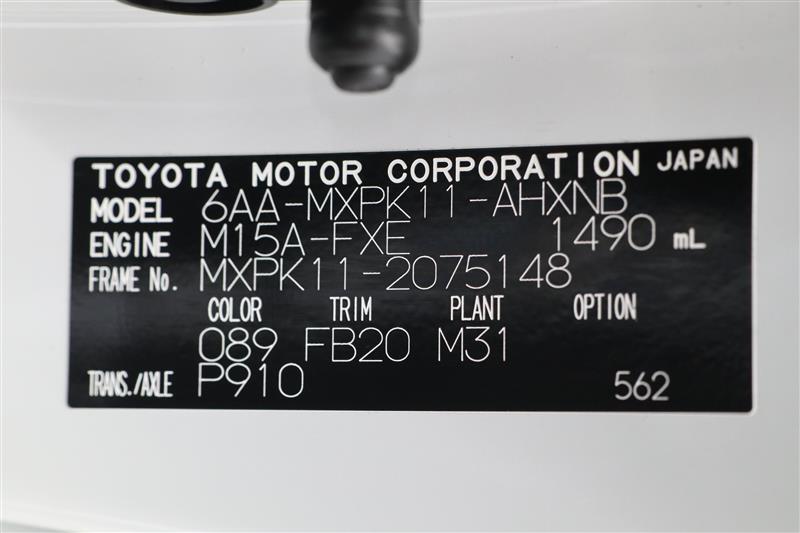 TOYOTA MOTOR CORPORATION JAPAN
MODEL 6AA-MXPK11-AHXNB
ENGINE M15A-FXE 1490 mL
FRAME No. MXPK11-2075148
COLOR TRIM PLANT OPTION
089 FB20 M31
TRANS./AXLE P910 562